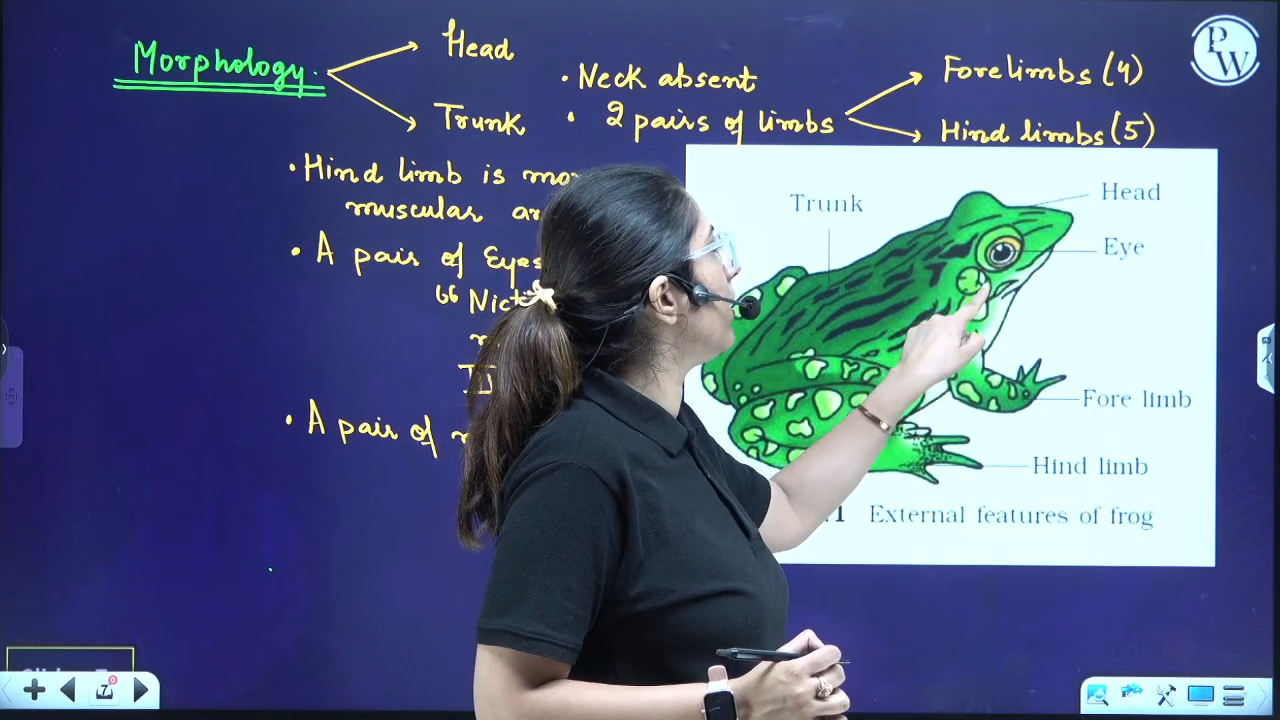 Morphology.
Head
Trunk
• Neck absent
• 2 pairs of limbs
Forelimbs (4)
Hind limbs (5)
PW
• Hind limb is
muscular
• A pair of Eyes
• A pair of
Trunk
Head
Eye
Fore limb
Hind limb
External features of frog